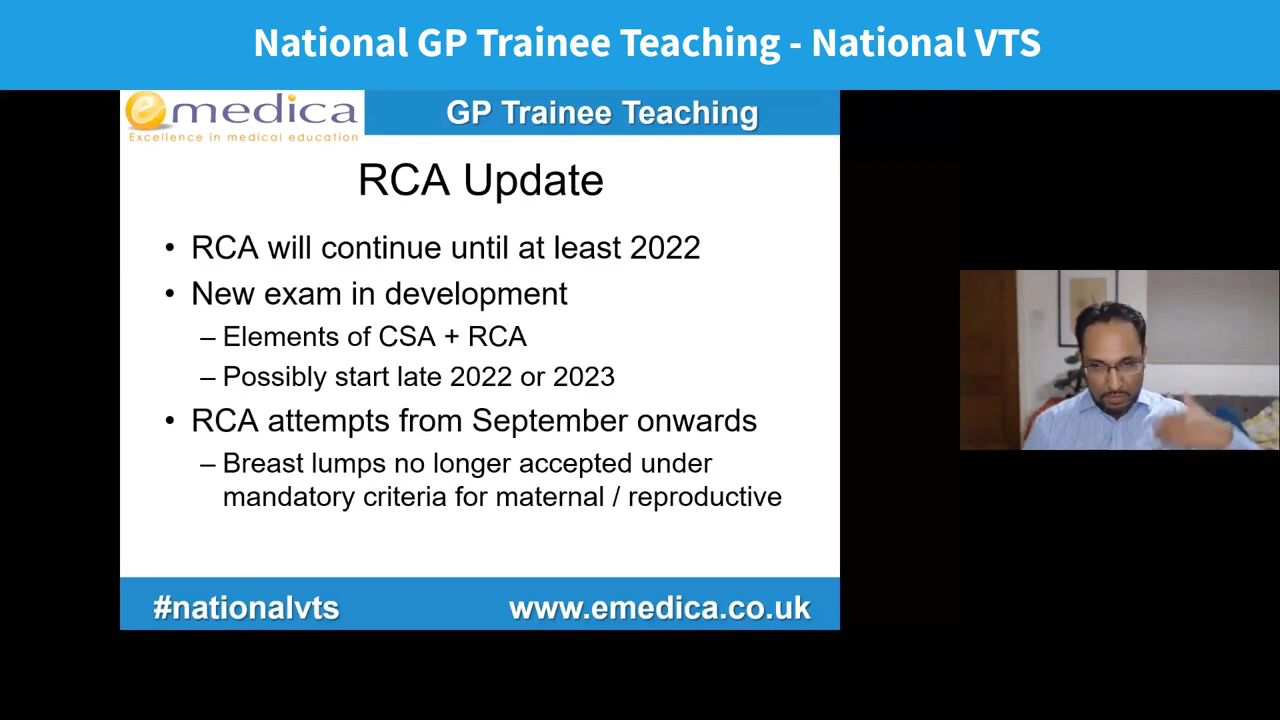 National GP Trainee Teaching - National VTS
emedica
Excellence in medical education
GP Trainee Teaching
RCA Update
• RCA will continue until at least 2022
• New exam in development
– Elements of CSA + RCA
– Possibly start late 2022 or 2023
• RCA attempts from September onwards
– Breast lumps no longer accepted under
mandatory criteria for maternal / reproductive
#nationalvts
www.emedica.co.uk